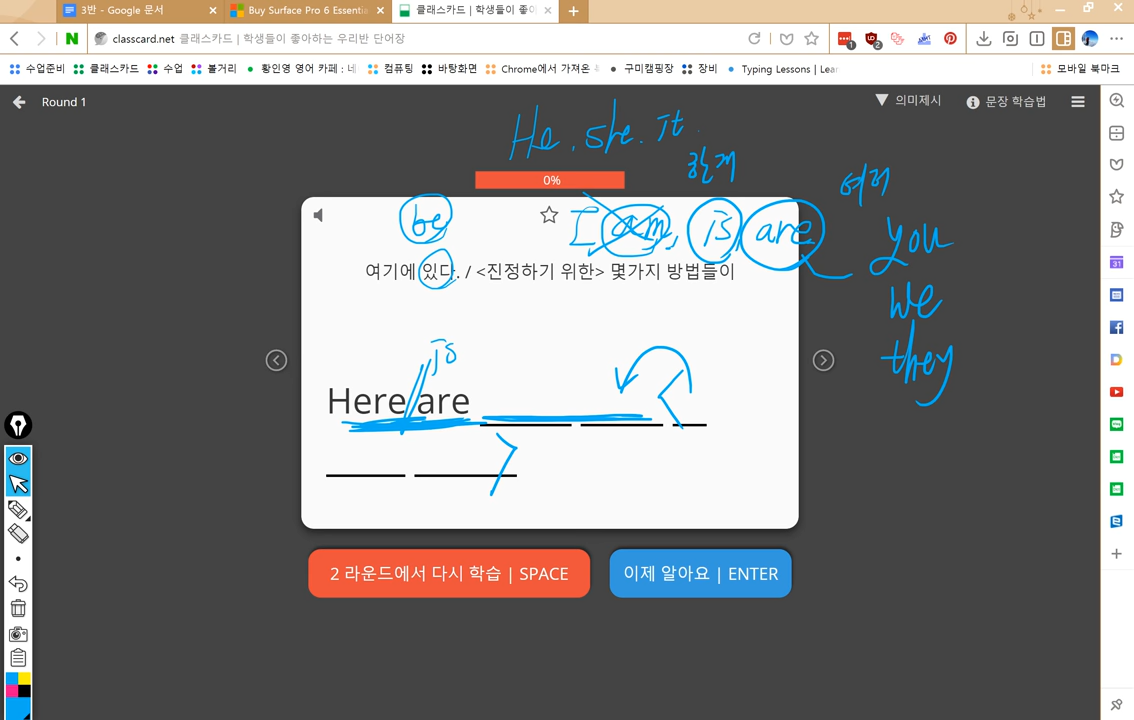 3반 - Google 문서
Buy Surface Pro 6 Essentia
클래스카드 | 학생들이 좋아
classcard.net 클래스카드 | 학생들이 좋아하는 우리반 단어장
수업준비 클래스카드 수업 볼거리 황인영 영어 카페 : 네 컴퓨팅 바탕화면 Chrome에서 가져온 구미캠핑장 장비 Typing Lessons | Lear 모바일 북마크
Round 1
의미제시
문장 학습법
He, she. It
한개
0%
여러
be
I am, is, are
you
we
they
여기에 있다. / <진정하기 위한> 몇가지 방법들이
is
Here are
2 라운드에서 다시 학습 | SPACE
이제 알아요 | ENTER